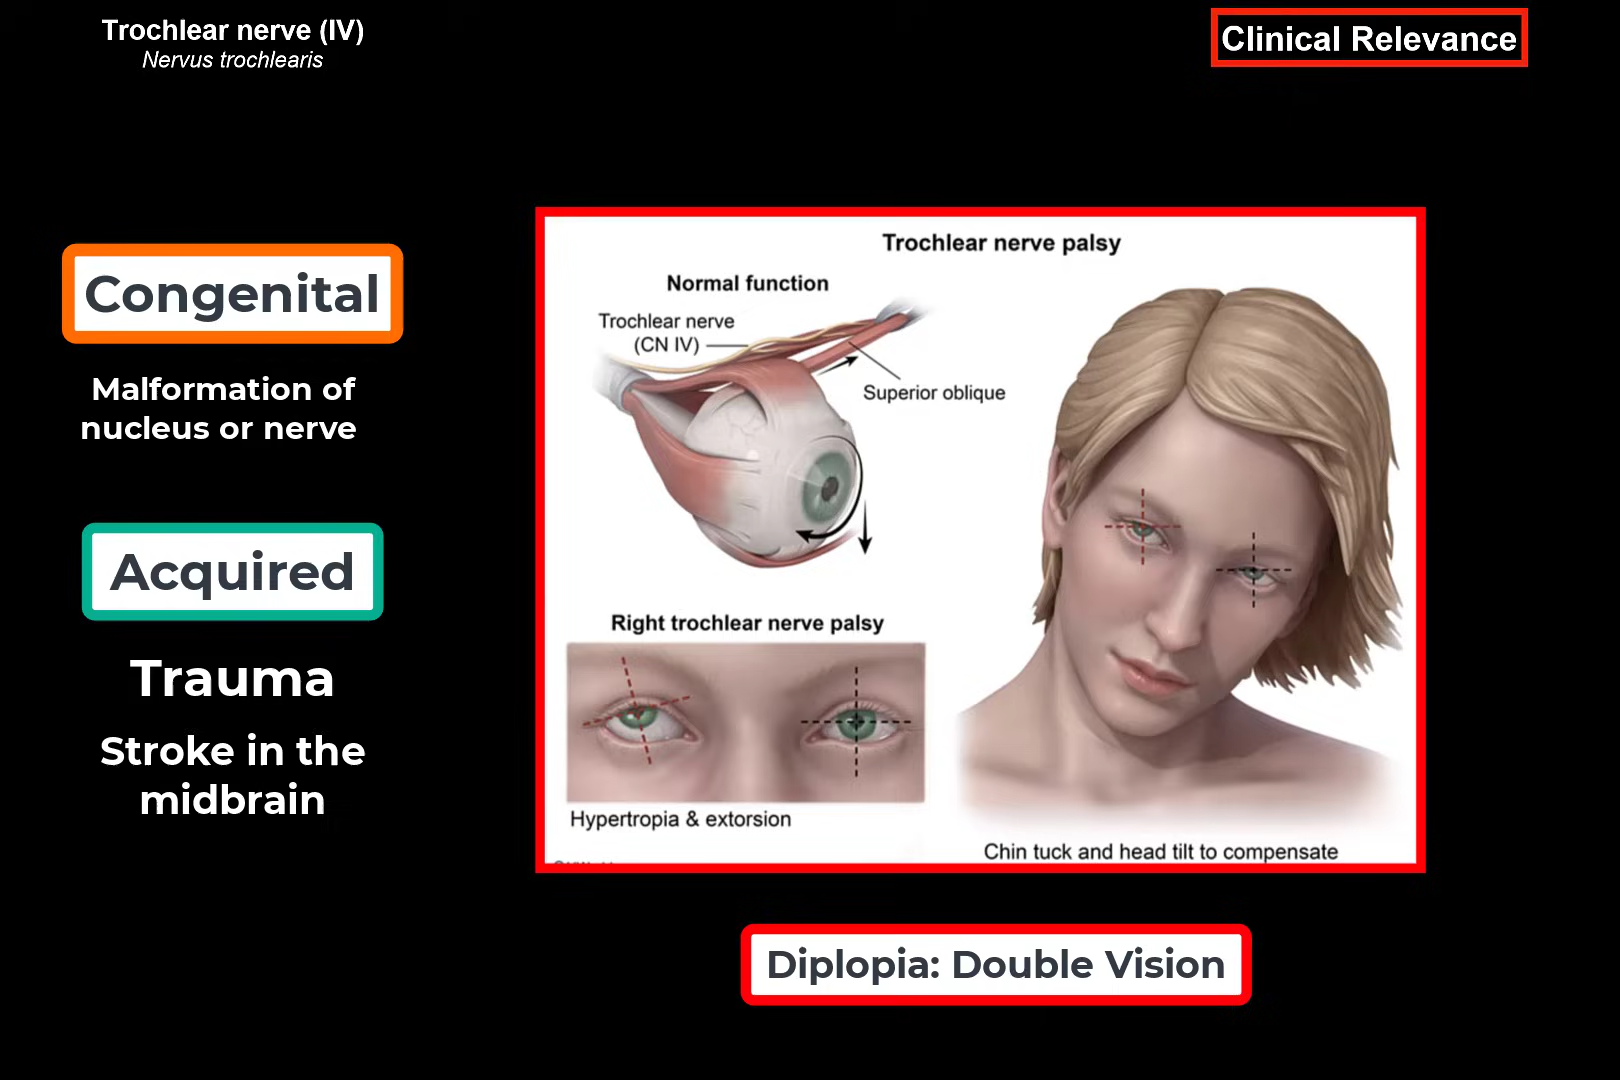 Trochlear nerve (IV)
Nervus trochlearis
Clinical Relevance
Congenital
Malformation of
nucleus or nerve
Acquired
Trauma
Stroke in the
midbrain
Trochlear nerve palsy
Normal function
Trochlear nerve
(CN IV)
Superior oblique
Right trochlear nerve palsy
Hypertropia & extorsion
Chin tuck and head tilt to compensate
Diplopia: Double Vision